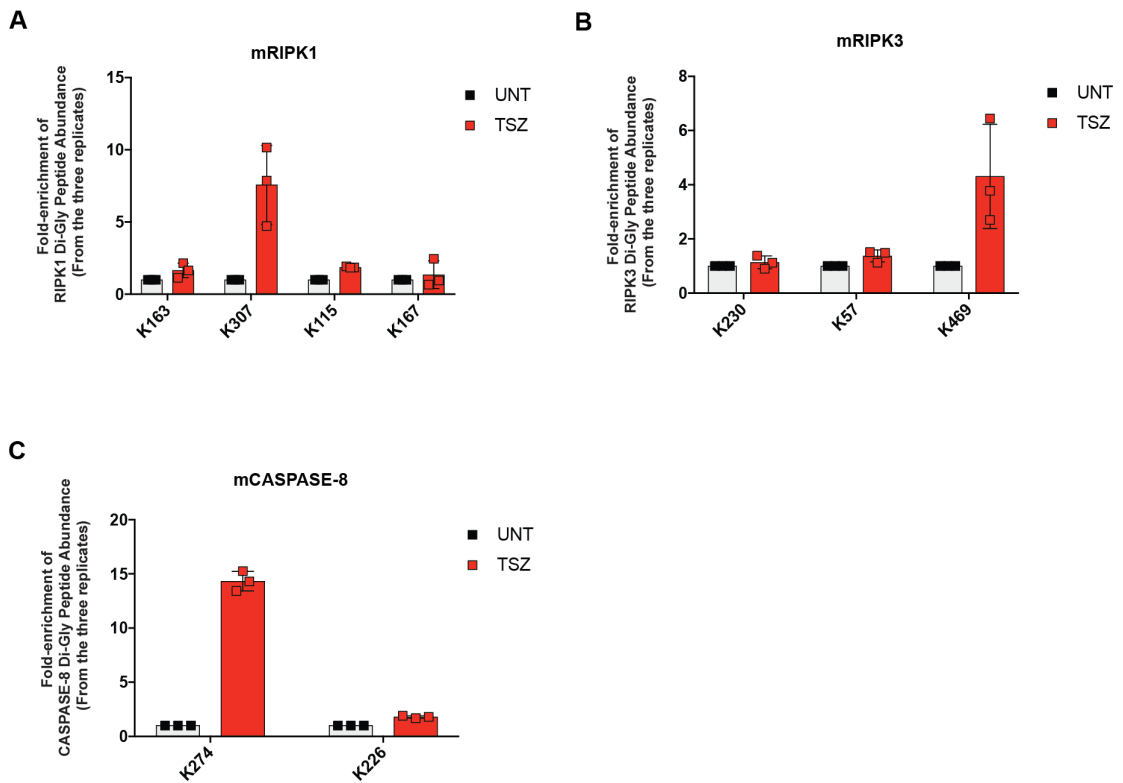 A
mRIPK1
Fold-enrichment of
RIPK1 Di-Gly Peptide Abundance
(From the three replicates)
15
10
5
0
K163
K307
K115
K167
UNT
TSZ
B
mRIPK3
Fold-enrichment of
RIPK3 Di-Gly Peptide Abundance
(From the three replicates)
8
6
4
2
0
K230
K57
K469
UNT
TSZ
C
mCASPASE-8
Fold-enrichment of
CASPASE-8 Di-Gly Peptide Abundance
(From the three replicates)
20
15
10
5
0
K274
K226
UNT
TSZ